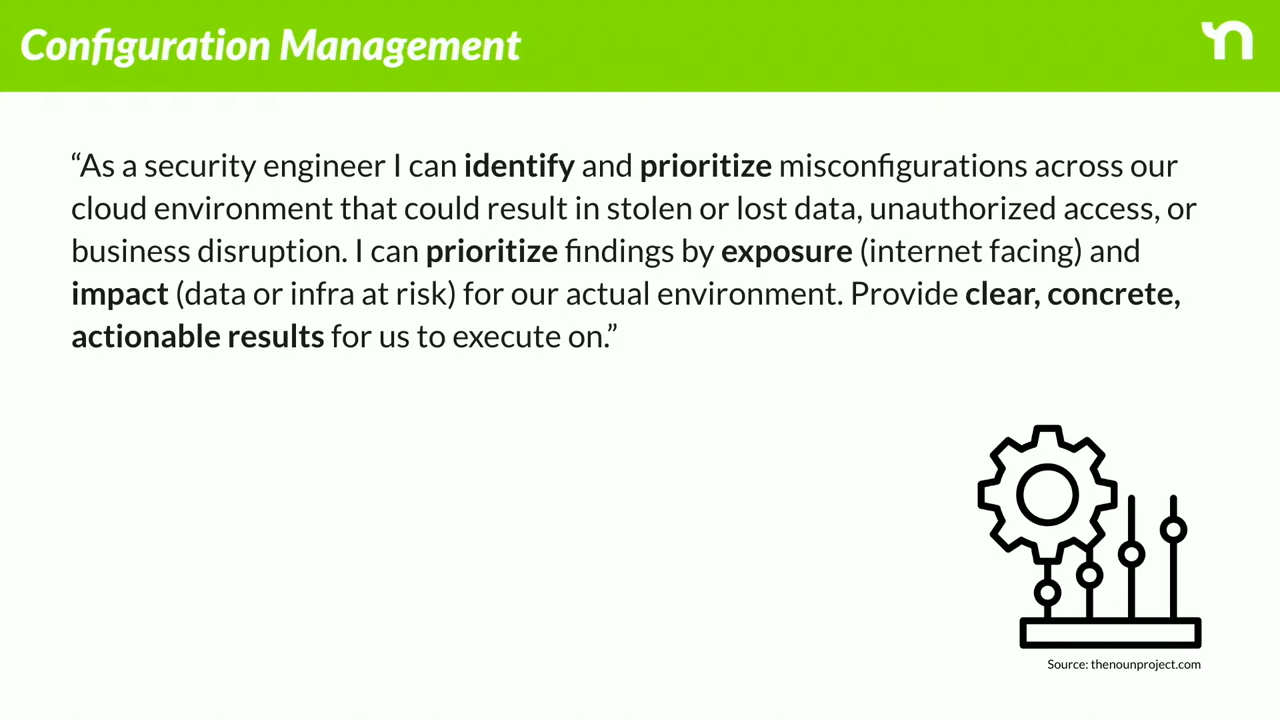 Configuration Management
“As a security engineer I can identify and prioritize misconfigurations across our
cloud environment that could result in stolen or lost data, unauthorized access, or
business disruption. I can prioritize findings by exposure (internet facing) and
impact (data or infra at risk) for our actual environment. Provide clear, concrete,
actionable results for us to execute on.”
Source: thenounproject.com